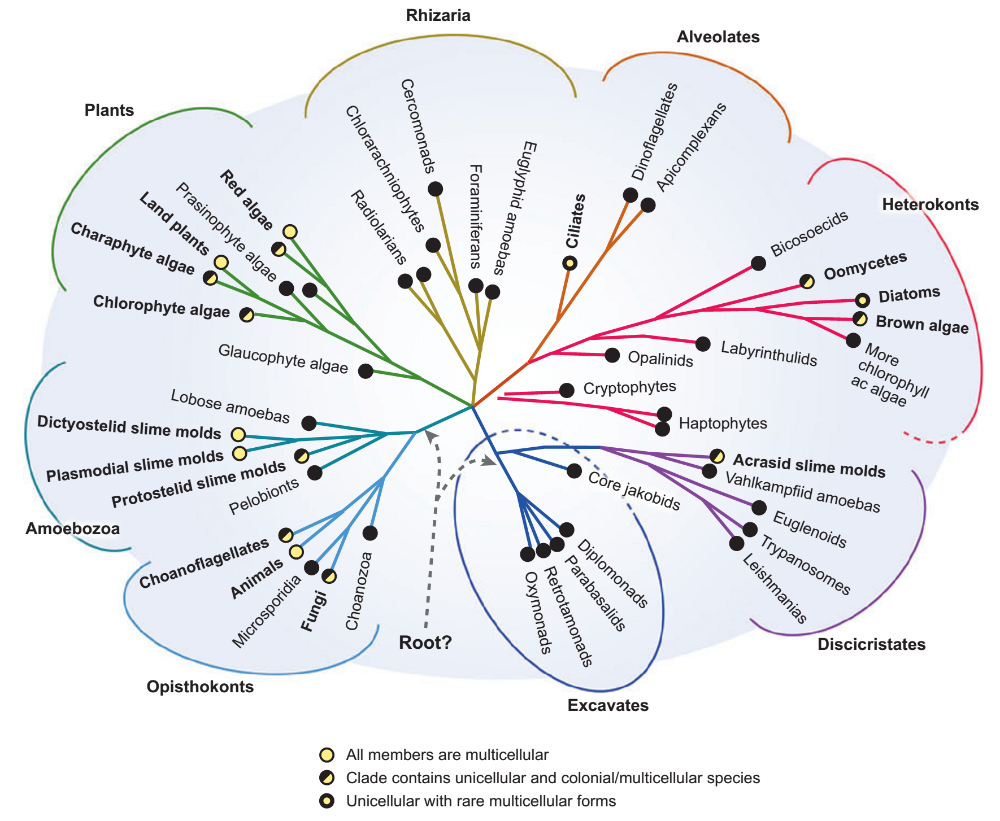 Rhizaria
Alveolates
Plants
Heterokonts
Cercomonads
Chlorarachniophytes
Radiolarians
Foraminiferans
Euglyphid amoebas
Ciliates
Dinoflagellates
Apicomplexans
Red algae
Prasinophyte algae
Land plants
Charaphyte algae
Chlorophyte algae
Glaucophyte algae
Bicosoecids
Oomycetes
Diatoms
Brown algae
More
chlorophyll
ac algae
Labyrinthulids
Opalinids
Cryptophytes
Haptophytes
Lobose amoebas
Dictyostelid slime molds
Plasmodial slime molds
Protostelid slime molds
Pelobionts
Amoebozoa
Choanoflagellates
Animals
Microsporidia
Fungi
Choanozoa
Opisthokonts
Root?
Acrasid slime molds
Vahlkampfiid amoebas
Core jakobids
Euglenoids
Trypanosomes
Leishmanias
Discicristates
Diplomonads
Parabasalids
Retrotamonads
Oxymonads
Excavates
All members are multicellular
Clade contains unicellular and colonial/multicellular species
Unicellular with rare multicellular forms